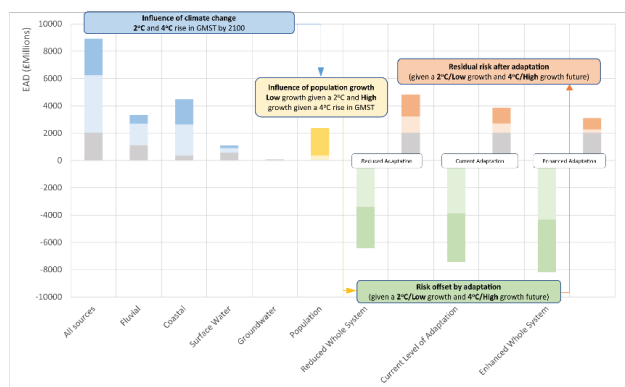 Influence of climate change
2°C and 4°C rise in GMST by 2100
Residual risk after adaptation
(given a 2°C/Low growth and 4°C/High growth future)
Influence of population growth
Low growth given a 2°C and High
growth given a 4°C rise in GMST
EAD (£Millions)
10000
8000
6000
4000
2000
0
-2000
-4000
-6000
-8000
-10000
Reduced Adaptation
Current Adaptation
Enhanced Adaptation
Risk offset by adaptation
(given a 2°C/Low growth and 4°C/High growth future)
All sources
Fluvial
Coastal
Surface Water
Groundwater
Population
Reduced Whole System
Current Level of Adaptation
Enhanced Whole System